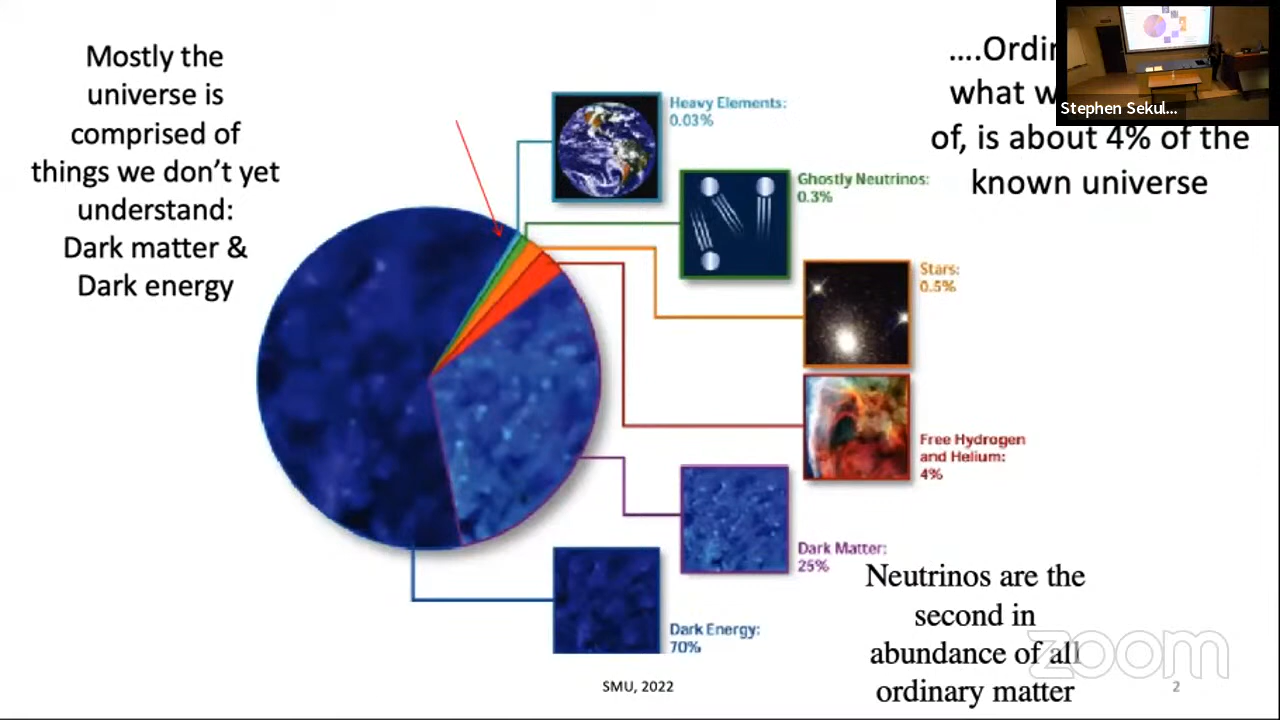 Mostly the
universe is
comprised of
things we don't yet
understand:
Dark matter &
Dark energy
....Ordin
what w
of, is about 4% of the
known universe
Stephen Sekul...
Heavy Elements:
0.03%
Ghostly Neutrinos:
0.3%
Stars:
0.5%
Free Hydrogen
and Helium:
4%
Dark Matter:
25%
Dark Energy:
70%
Neutrinos are the
second in
abundance of all
ordinary matter
zoom
SMU, 2022
2